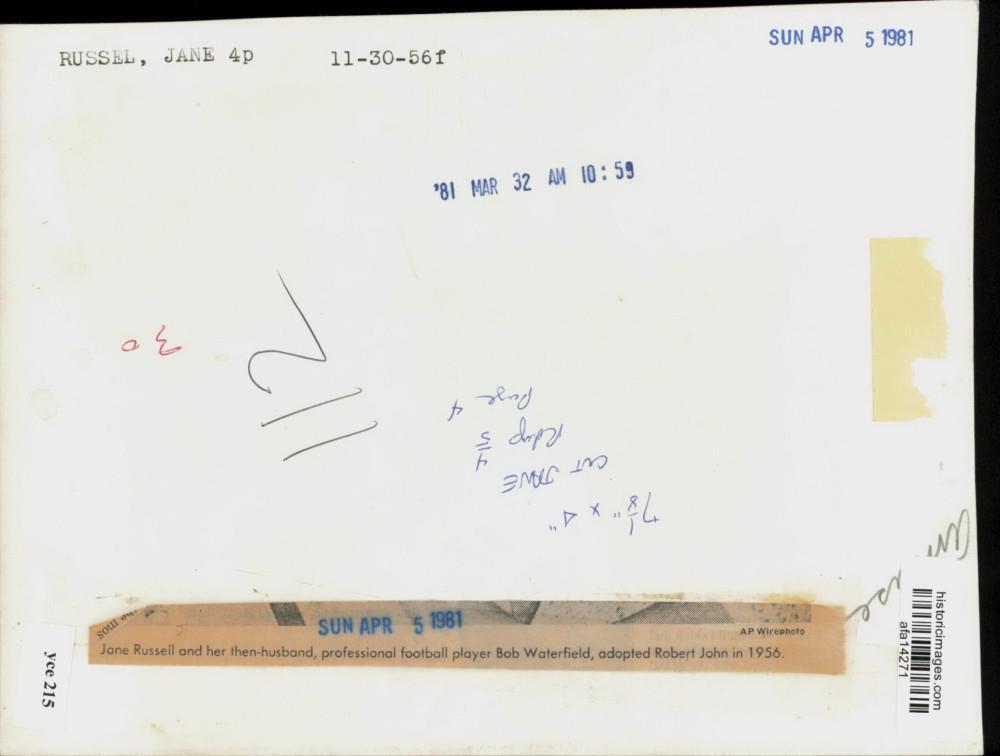 RUSSEL, JANE 4p 11-30-56f
SUN APR 5 1981
'81 MAR 32 AM 10:59
30
7 1/8" x 4"
CUT JANE
4/5
Page 4
SUN APR 5 1981
AP Wirephoto
Jane Russell and her then-husband, professional football player Bob Waterfield, adopted Robert John in 1956.
yce 215
historicimages.com
afa14271